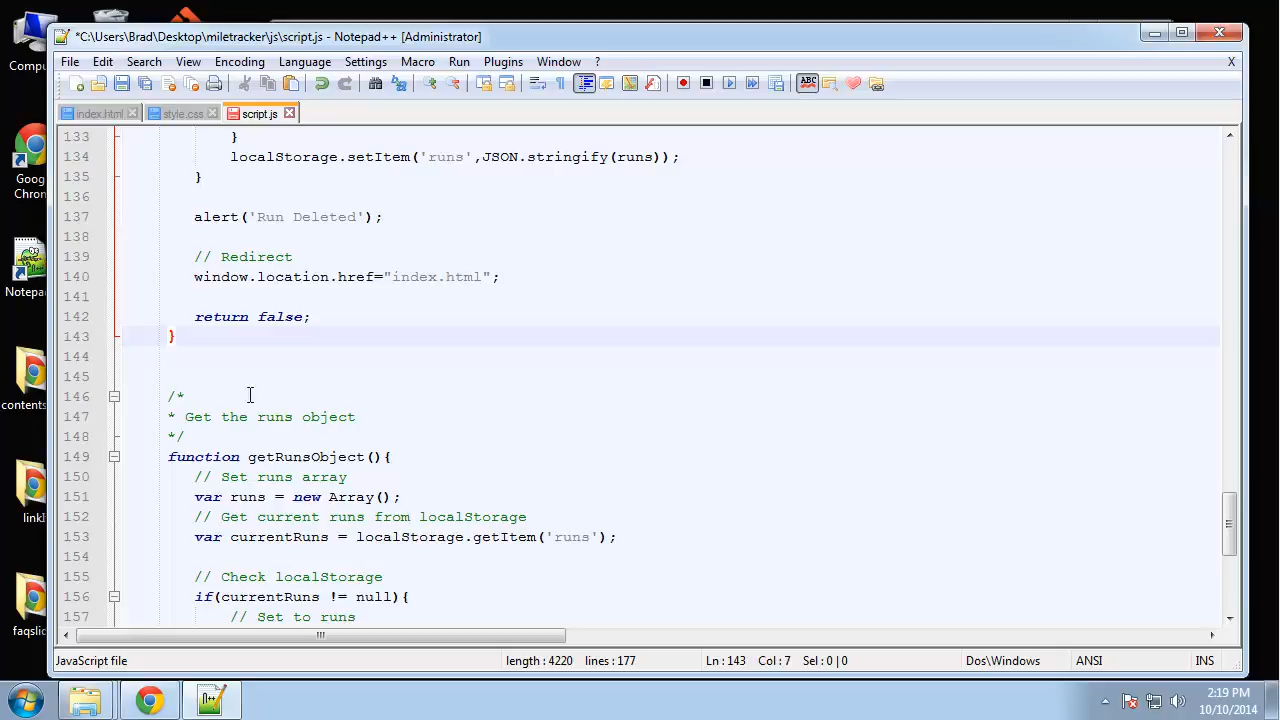 *C:\Users\Brad\Desktop\miletracker\js\script.js - Notepad++ [Administrator]
File Edit Search View Encoding Language Settings Macro Run Plugins Window ? X
index.html style.css script.js
133 }
134 localStorage.setItem('runs',JSON.stringify(runs));
135 }
136
137 alert('Run Deleted');
138
139 // Redirect
140 window.location.href="index.html";
141
142 return false;
143 }
144
145
146 /*
147 * Get the runs object
148 */
149 function getRunsObject(){
150 // Set runs array
151 var runs = new Array();
152 // Get current runs from localStorage
153 var currentRuns = localStorage.getItem('runs');
154
155 // Check localStorage
156 if(currentRuns != null){
157 // Set to runs
JavaScript file length : 4220 lines : 177 Ln : 143 Col : 7 Sel : 0 | 0 Dos\Windows ANSI INS
Compu
Goog
Chron
Notepa
contents
linkI
faqslic
ABC
2:19 PM
10/10/2014